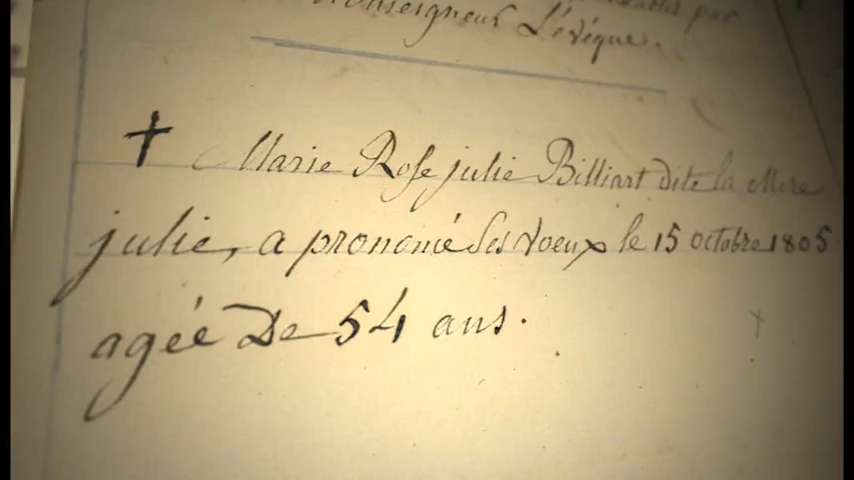 Monseigneur L'évêque.
+ Marie Rose julie Billiart dite la Mere
julie, a prononcé Ses voeux le 15 octobre 1805
agée De 54 ans.